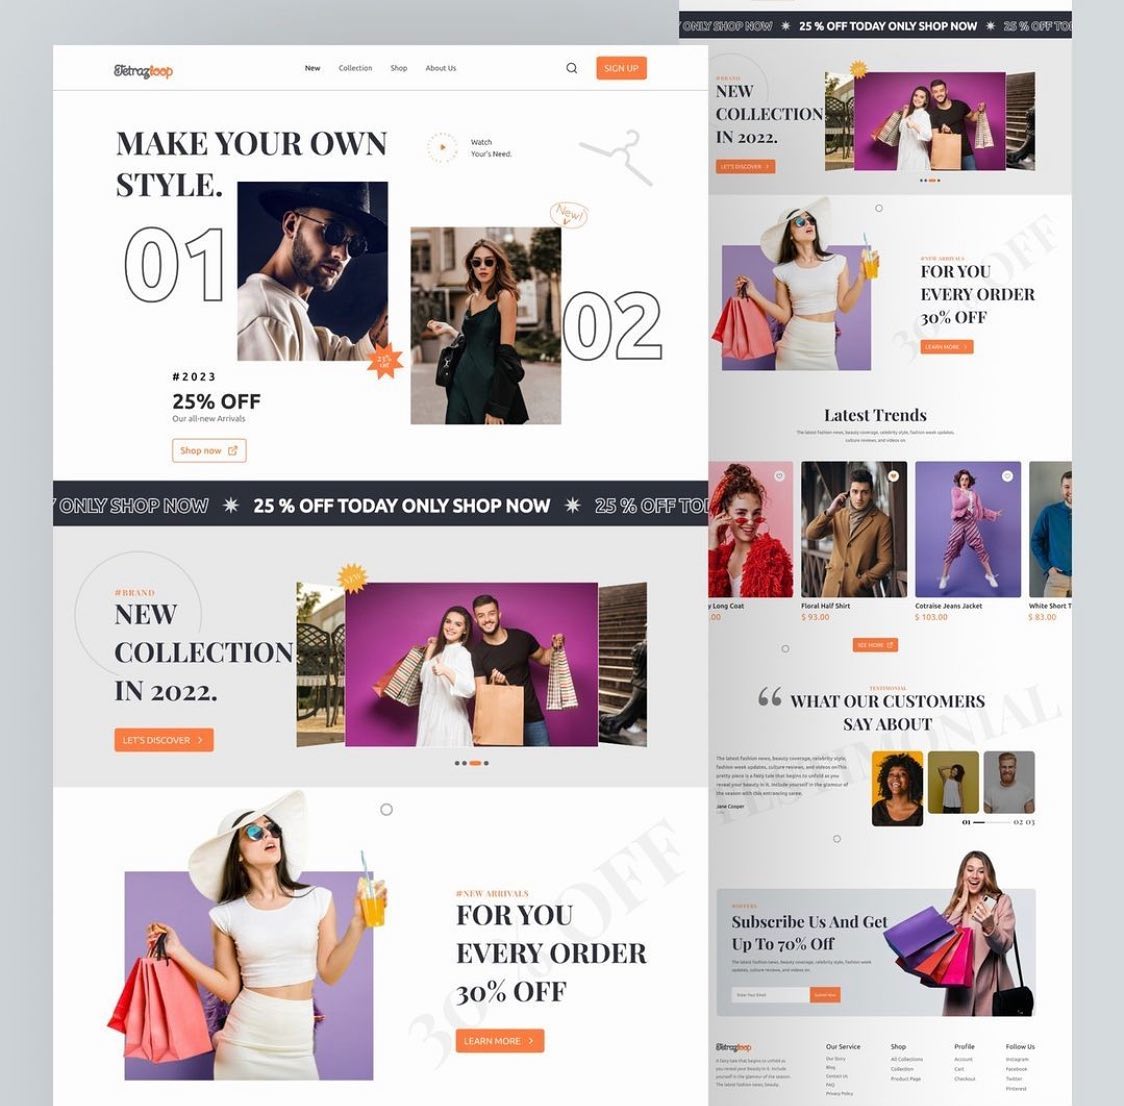 Tetrazloop
New
Collection
Shop
About Us
SIGN UP
MAKE YOUR OWN
STYLE.
Watch
Your's Need.
New!
01
02
23%
OFF
#2023
25% OFF
Our all-new Arrivals
Shop now
Y ONLY SHOP NOW
25 % OFF TODAY ONLY SHOP NOW
25 % OFF TOD
NEW
#BRAND
NEW
COLLECTION
IN 2022.
LET'S DISCOVER
#NEW ARRIVALS
FOR YOU
EVERY ORDER
30% OFF
30% OFF
LEARN MORE
ONLY SHOP NOW
25 % OFF TODAY ONLY SHOP NOW
25 % OFF TOD
#BRAND
NEW
COLLECTION
IN 2022.
LET'S DISCOVER
#NEW ARRIVALS
FOR YOU
EVERY ORDER
30% OFF
30% OFF
LEARN MORE
Latest Trends
The latest fashion news, beauty coverage, celebrity style, fashion week updates,
culture reviews, and videos on.
y Long Coat
.00
Floral Half Shirt
$ 93.00
Cotraise Jeans Jacket
$ 103.00
White Short T
$ 83.00
SEE MORE
TESTIMONIAL
WHAT OUR CUSTOMERS
SAY ABOUT
TESTIMONIAL
The latest fashion news, beauty coverage, celebrity style,
fashion week updates, culture reviews, and videos onThis
pretty piece is a fairy tale that begins to unfold as you
reveal your beauty in it. Include yourself in the glamour of
the season with this entrancing saree.
Jane Cooper
01
02 03
#OFFERS
Subscribe Us And Get
Up To 70% Off
The latest fashion news, beauty coverage, celebrity style, fashion week
updates, culture reviews, and videos on.
Enter Your Email
Submit Now
Tetrazloop
A fairy tale that begins to unfold as
you reveal your beauty in it. Include
yourself in the glamour of the season.
The latest fashion news, beauty.
Our Service
Our Story
Blog
Contact Us
FAQ
Privacy Policy
Shop
All Collections
Collection
Product Page
Profile
Account
Cart
Checkout
Follow Us
Instagram
Facebook
Twitter
Pinterest